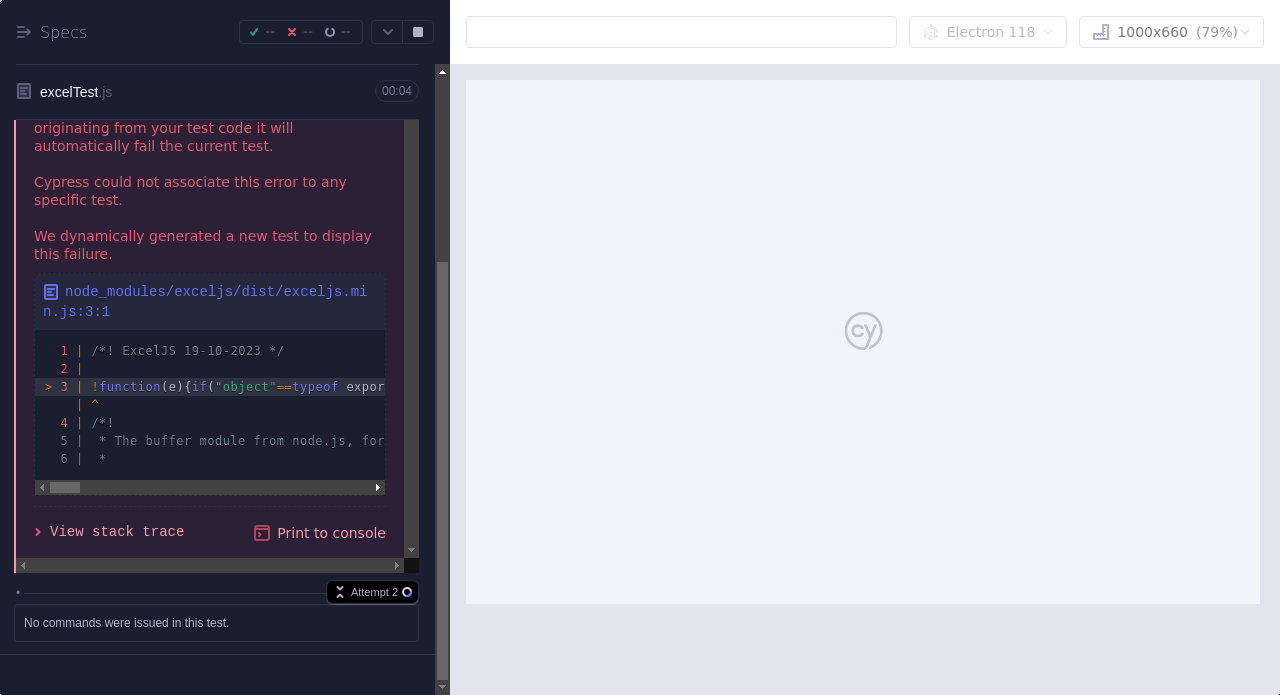 Specs
--
--
--
Electron 118
1000x660 (79%)
excelTest.js
00:04
originating from your test code it will
automatically fail the current test.
Cypress could not associate this error to any
specific test.
We dynamically generated a new test to display
this failure.
node_modules/exceljs/dist/exceljs.mi
n.js:3:1
1 | /*! ExcelJS 19-10-2023 */
2 |
> 3 | !function(e){if("object"==typeof expor
| ^
4 | /*!
5 |  * The buffer module from node.js, for
6 |  *
View stack trace
Print to console
Attempt 2
No commands were issued in this test.
cy